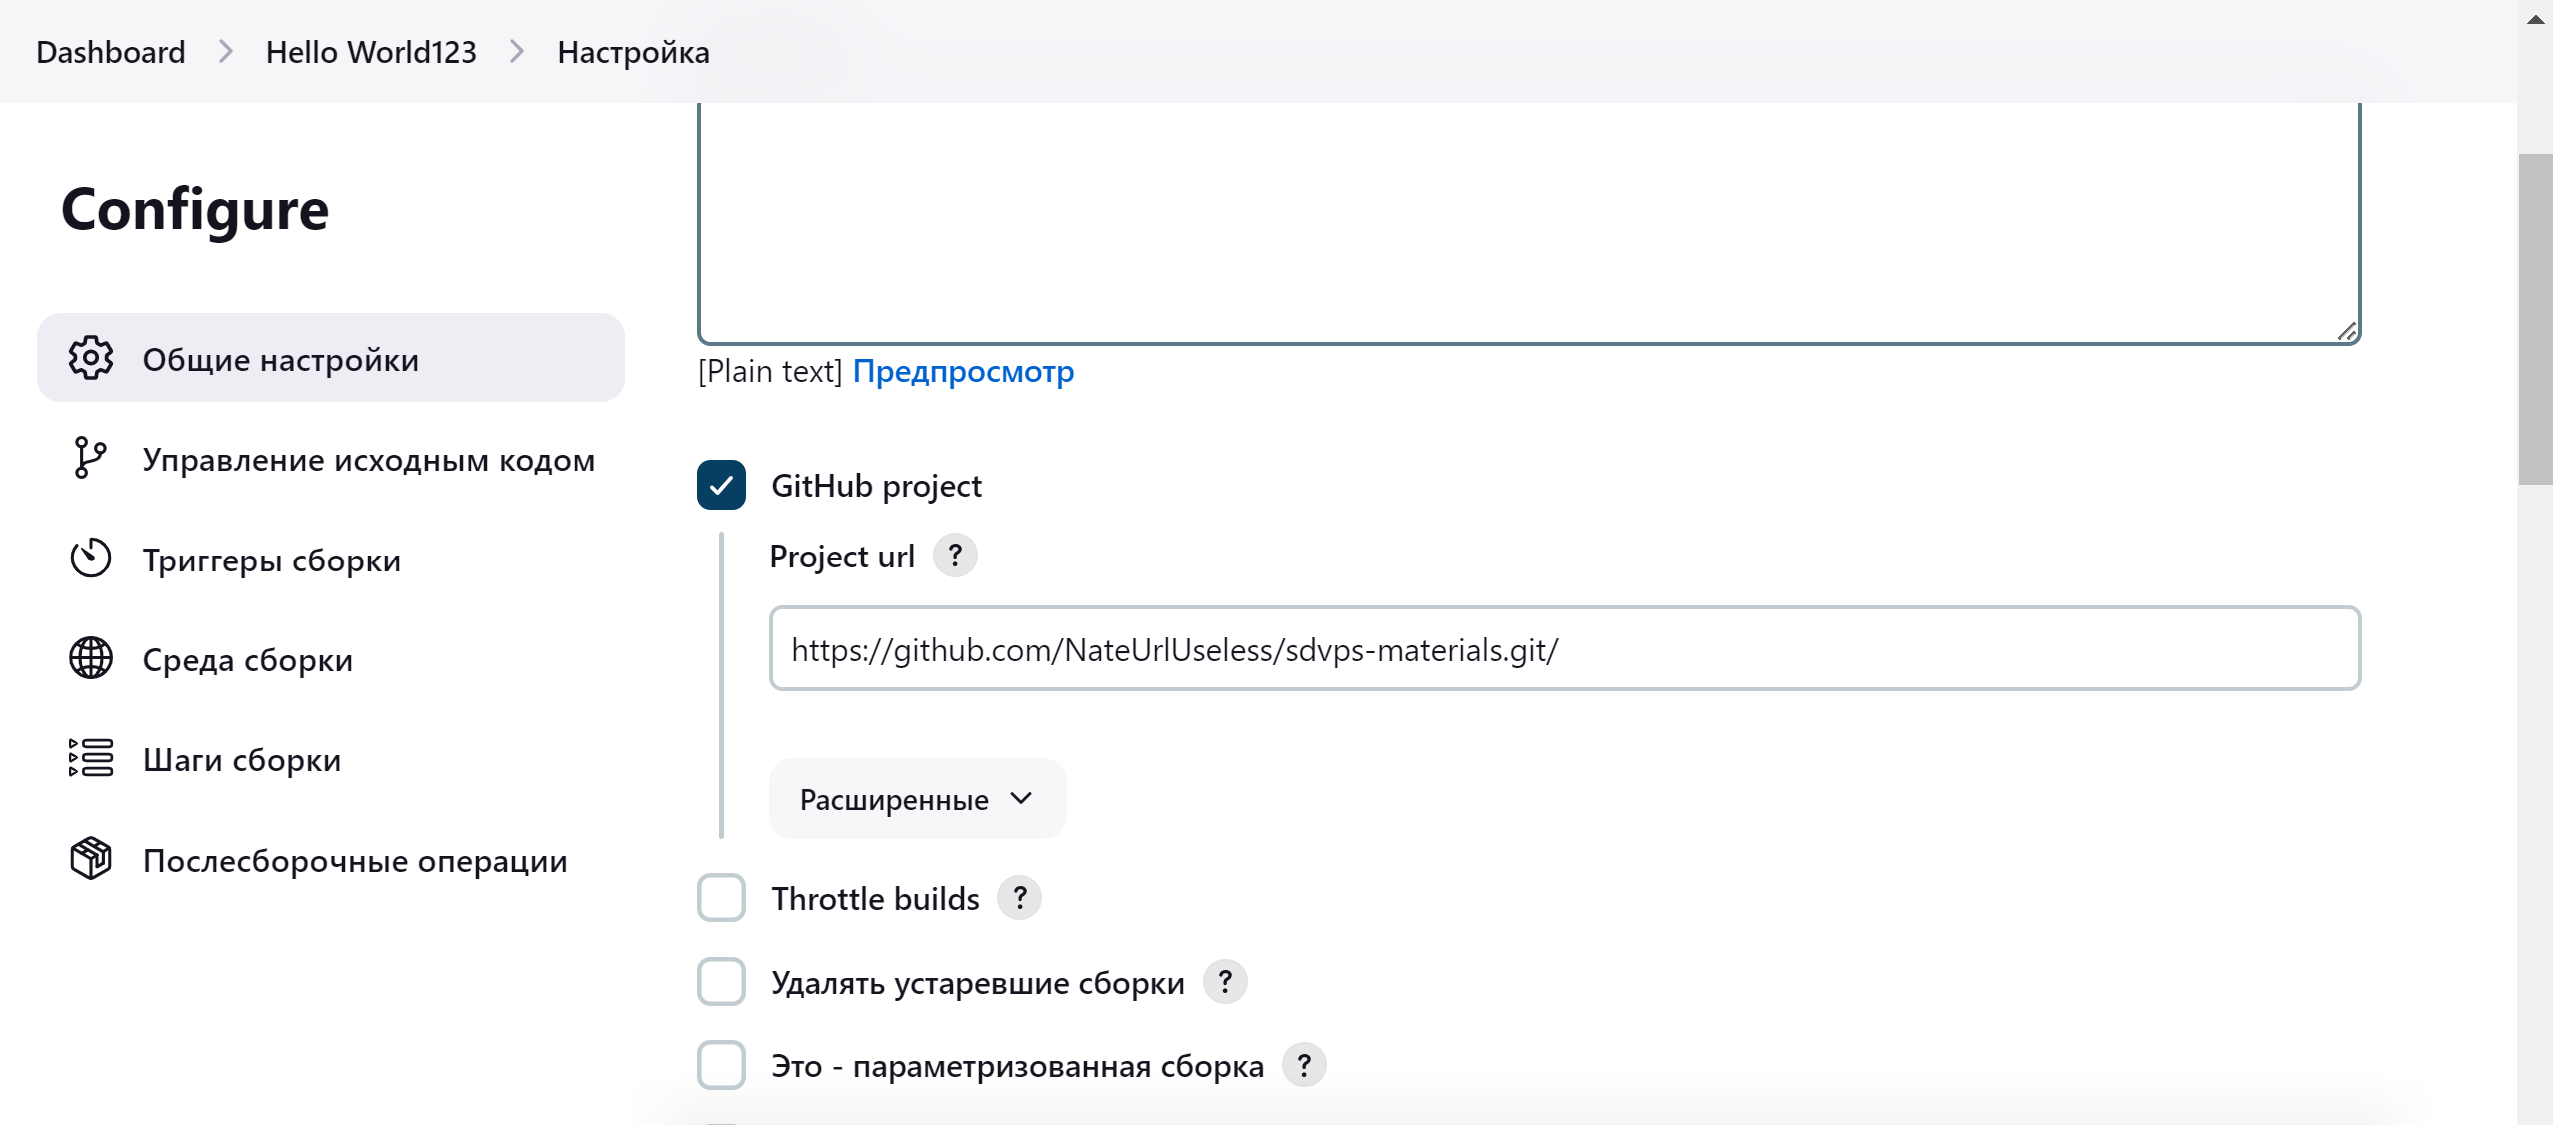 Dashboard > Hello World123 > Настройка
Configure
Общие настройки
Управление исходным кодом
Триггеры сборки
Среда сборки
Шаги сборки
Послесборочные операции
[Plain text] Предпросмотр
GitHub project
Project url ?
https://github.com/NateUrlUseless/sdvps-materials.git/
Расширенные
Throttle builds ?
Удалять устаревшие сборки ?
Это - параметризованная сборка ?